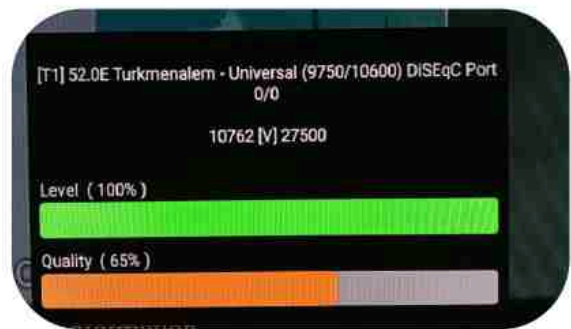 [T1] 52.0E Turkmenalem - Universal (9750/10600) DiSEqC Port
0/0
10762 [V] 27500
Level ( 100% )
Quality ( 65% )